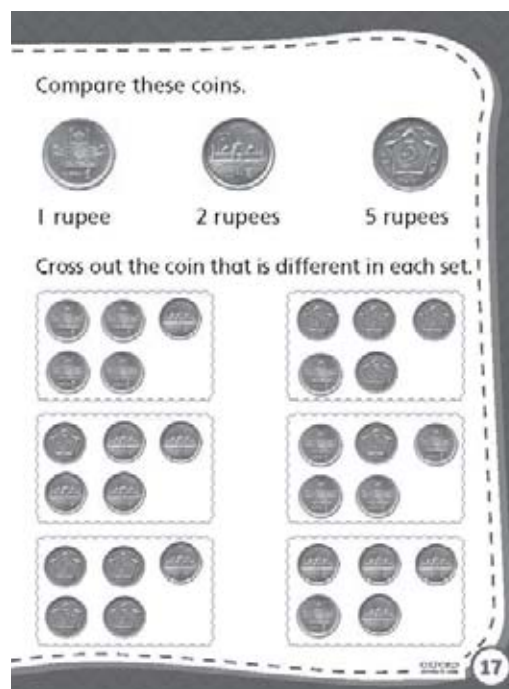 Compare these coins.
1 rupee 2 rupees 5 rupees
Cross out the coin that is different in each set.
OXFORD
17